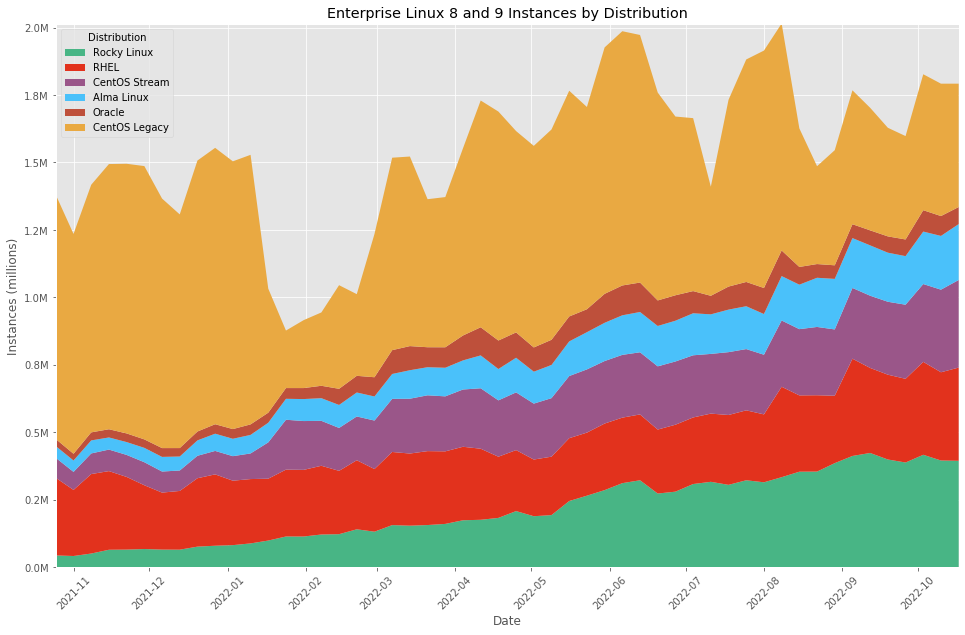 Enterprise Linux 8 and 9 Instances by Distribution
Distribution
Rocky Linux
RHEL
CentOS Stream
Alma Linux
Oracle
CentOS Legacy
2.0M
1.8M
1.5M
1.2M
1.0M
0.8M
0.5M
0.2M
0.0M
Instances (millions)
2021-11
2021-12
2022-01
2022-02
2022-03
2022-04
2022-05
2022-06
2022-07
2022-08
2022-09
2022-10
Date